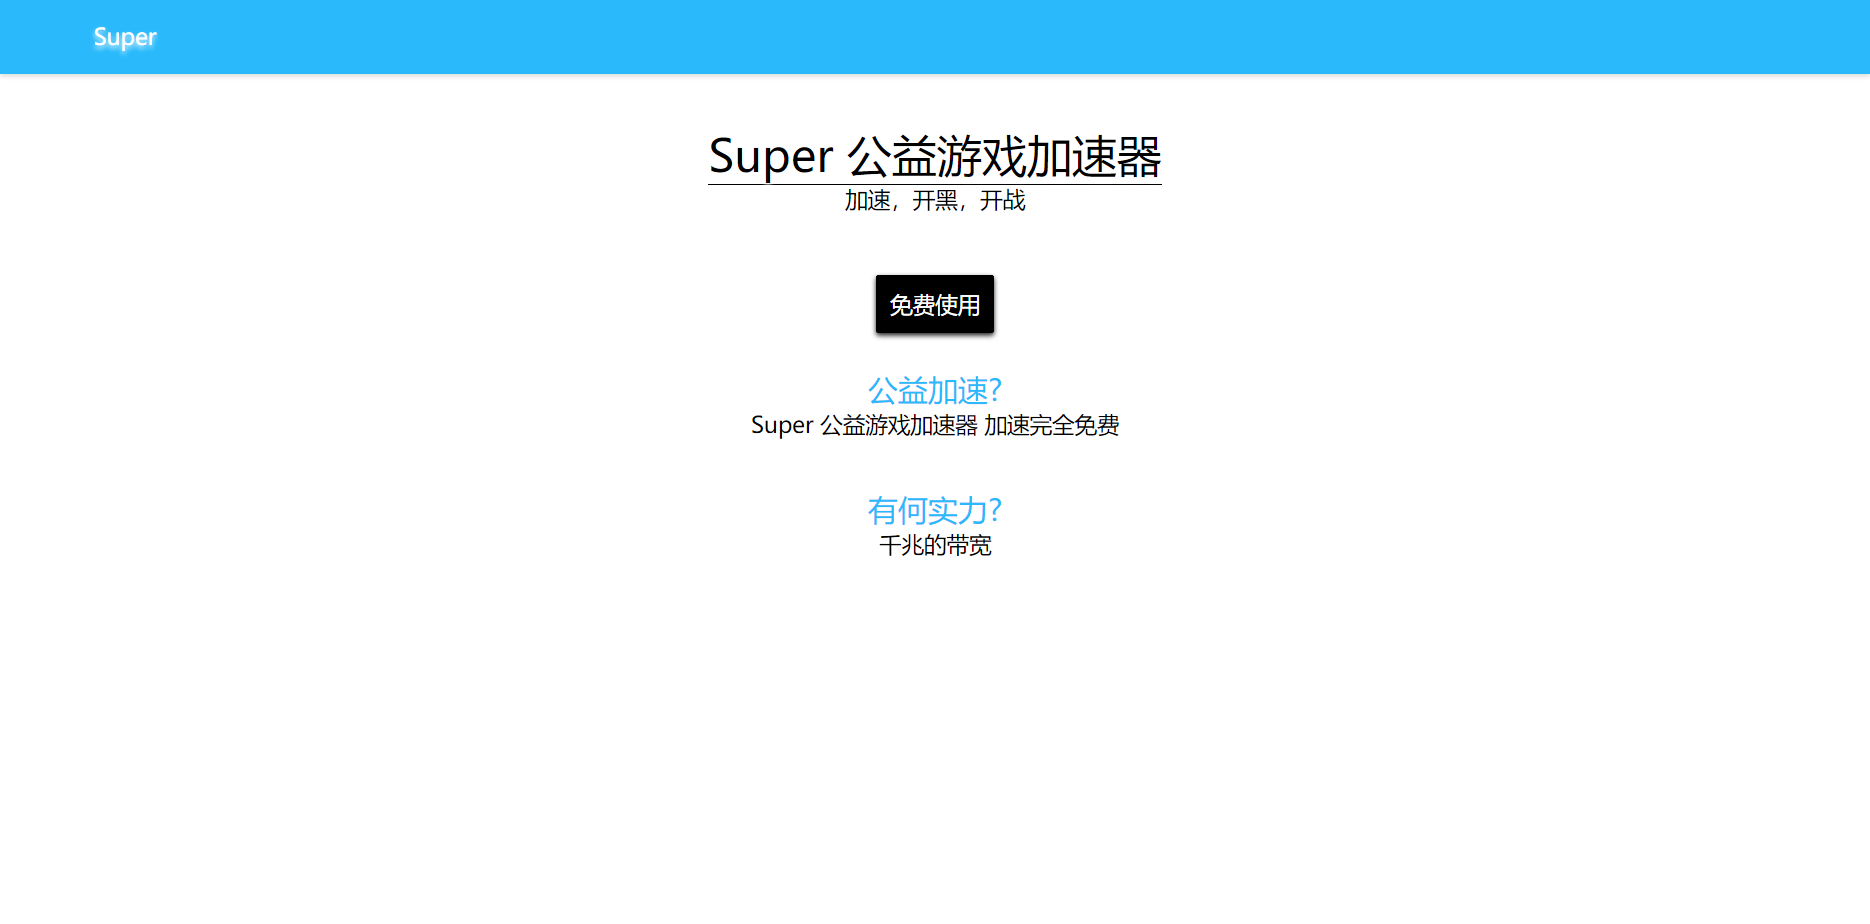 Super
Super 公益游戏加速器
加速，开黑，开战
免费使用
公益加速?
Super 公益游戏加速器 加速完全免费
有何实力?
千兆的带宽